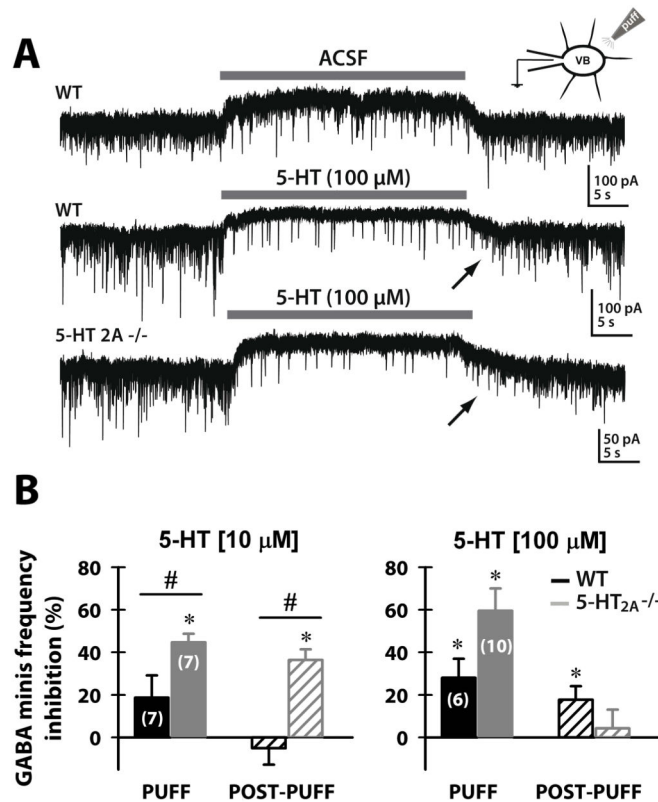 A
puff
VB
ACSF
WT
100 pA
5 s
5-HT (100 µM)
WT
100 pA
5 s
5-HT (100 µM)
5-HT 2A -/-
50 pA
5 s
B
5-HT [10 µM]
5-HT [100 µM]
GABA minis frequency
inhibition (%)
80
60
40
20
0
#
*
(7)
(7)
#
*
PUFF
POST-PUFF
80
60
40
20
0
WT
5-HT2A -/-
*
*
(6)
(10)
*
PUFF
POST-PUFF